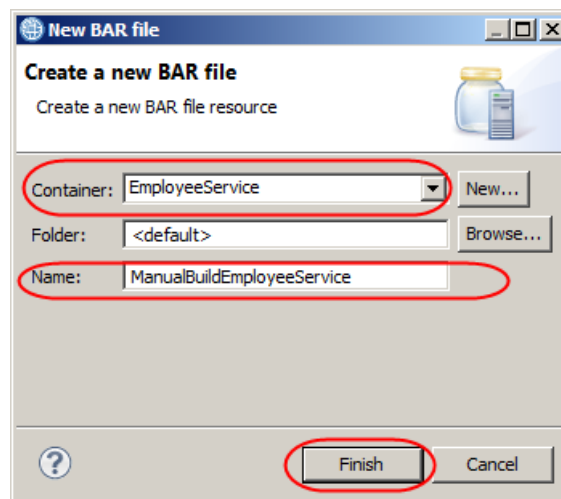 New BAR file
Create a new BAR file
Create a new BAR file resource
Container: EmployeeService New...
Folder: <default> Browse...
Name: ManualBuildEmployeeService
? Finish Cancel